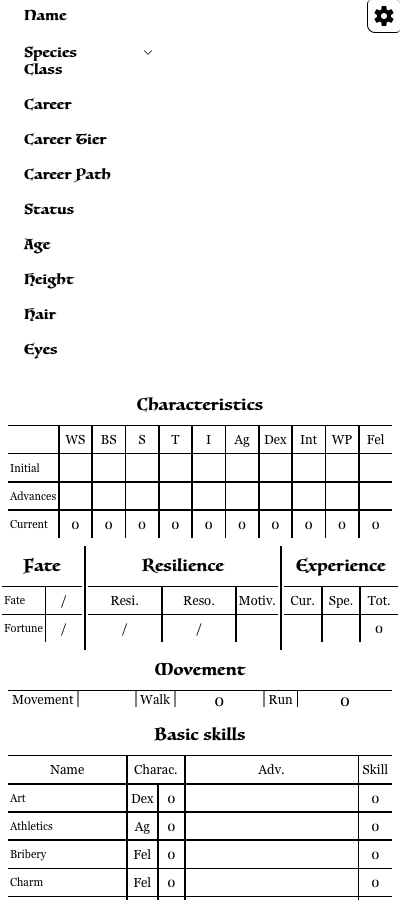 Name
Species
Class
Career
Career Tier
Career Path
Status
Age
Height
Hair
Eyes
Characteristics
WS BS S T I Ag Dex Int WP Fel
Initial
Advances
Current 0 0 0 0 0 0 0 0 0 0
Fate Resilience Experience
Fate / Resi. Reso. Motiv. Cur. Spe. Tot.
Fortune / / / 0
Movement
Movement Walk 0 Run 0
Basic skills
Name Charac. Adv. Skill
Art Dex 0 0
Athletics Ag 0 0
Bribery Fel 0 0
Charm Fel 0 0